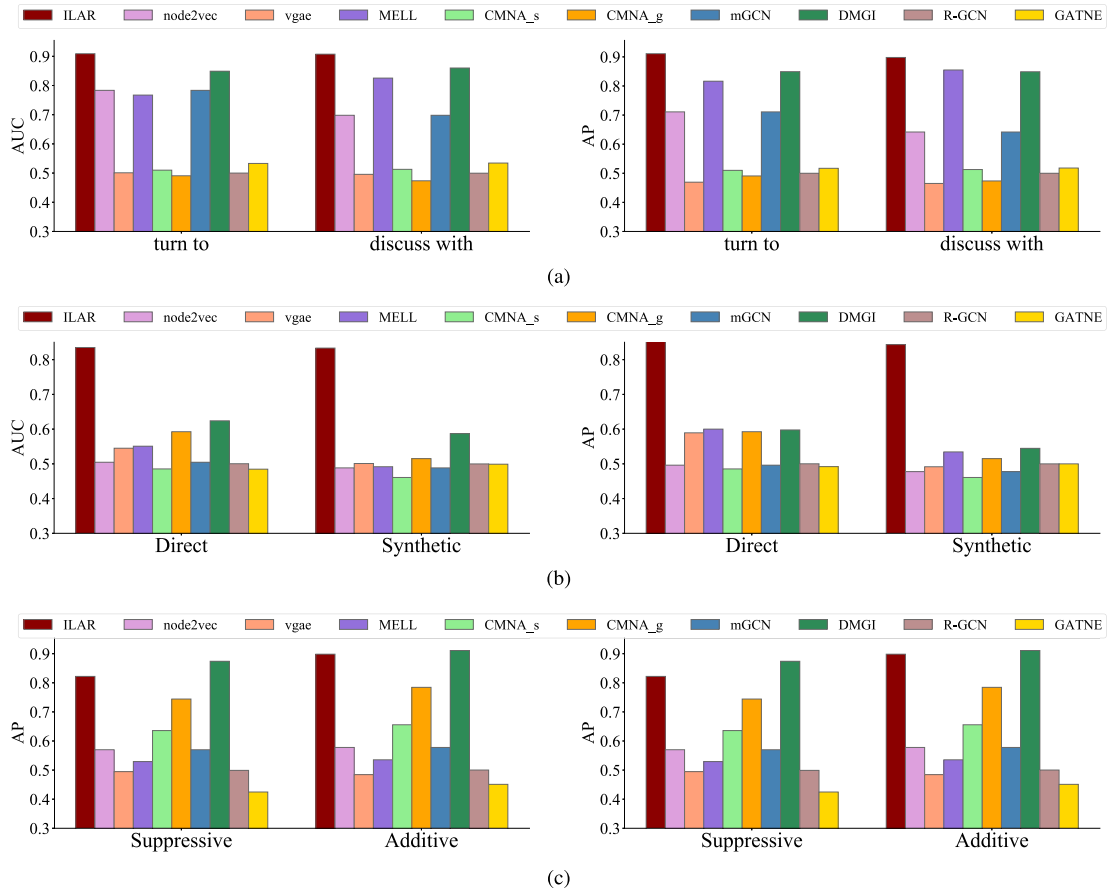 ILAR node2vec vgae MELL CMNA_s CMNA_g mGCN DMGI R-GCN GATNE
0.9
0.8
0.7
0.6
0.5
0.4
0.3
AUC
turn to discuss with
0.9
0.8
0.7
0.6
0.5
0.4
0.3
AP
turn to discuss with
(a)
ILAR node2vec vgae MELL CMNA_s CMNA_g mGCN DMGI R-GCN GATNE
0.8
0.7
0.6
0.5
0.4
0.3
AUC
Direct Synthetic
0.8
0.7
0.6
0.5
0.4
0.3
AP
Direct Synthetic
(b)
ILAR node2vec vgae MELL CMNA_s CMNA_g mGCN DMGI R-GCN GATNE
0.9
0.8
0.7
0.6
0.5
0.4
0.3
AP
Suppressive Additive
0.9
0.8
0.7
0.6
0.5
0.4
0.3
AP
Suppressive Additive
(c)